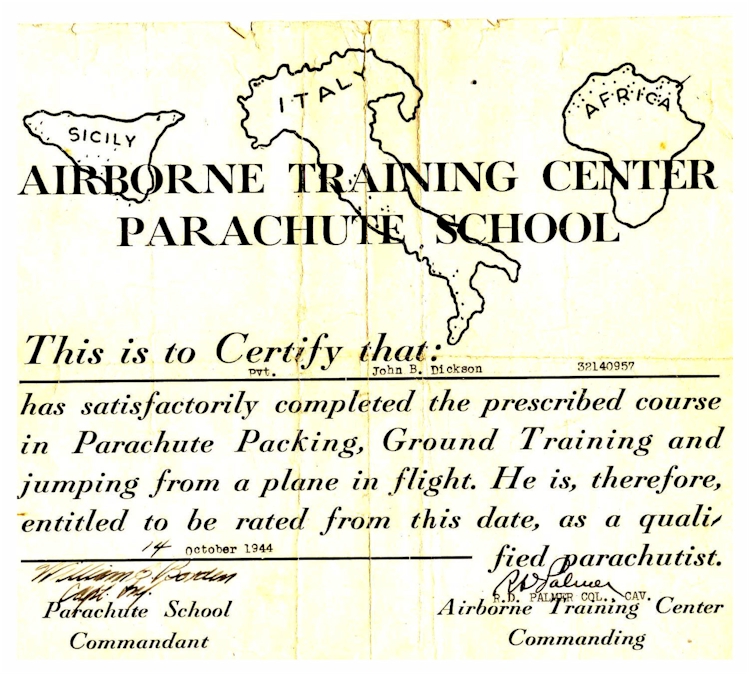 SICILY
ITALY
AFRICA
AIRBORNE TRAINING CENTER
PARACHUTE SCHOOL
This is to Certify that:
Pvt. John B. Dickson 32140957
has satisfactorily completed the prescribed course
in Parachute Packing, Ground Training and
jumping from a plane in flight. He is, therefore,
entitled to be rated from this date, as a quali-
14 October 1944
fied parachutist.
R.D. PALMER COL., CAV.
Parachute School
Commandant
Airborne Training Center
Commanding